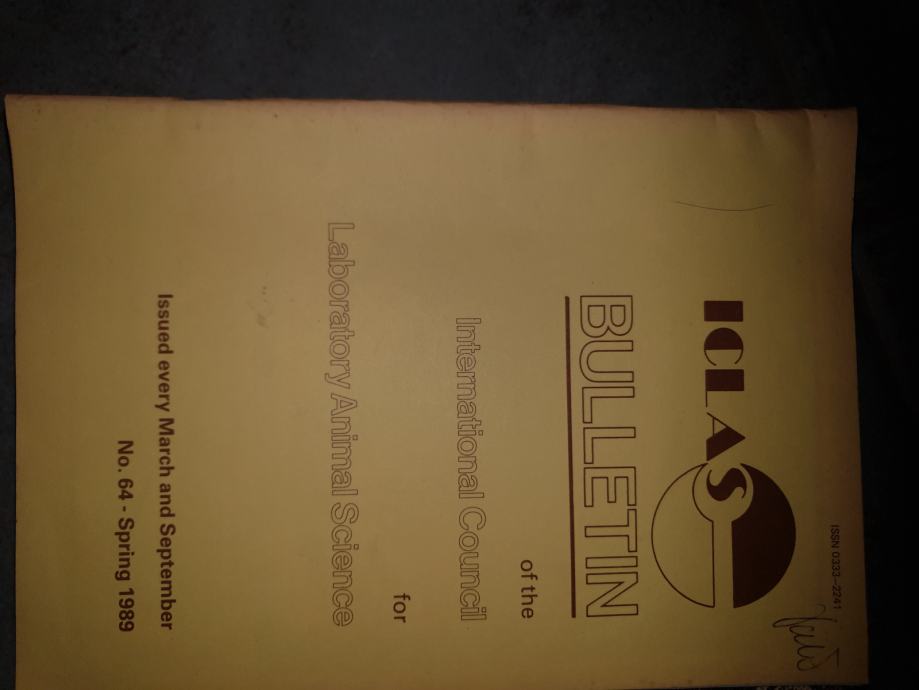 ISSN 0333-2241
ICLAS
BULLETIN
of the
International Council
for
Laboratory Animal Science
Issued every March and September
No. 64 - Spring 1989